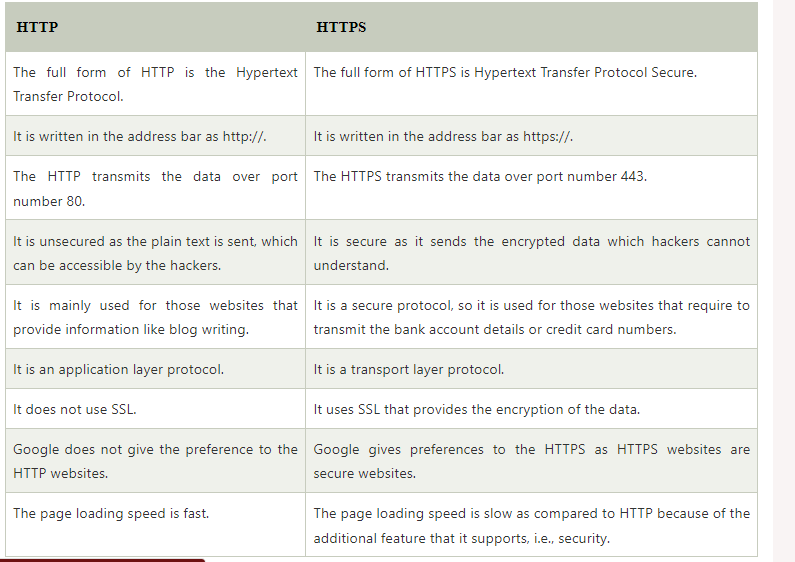 HTTP HTTPS
The full form of HTTP is the Hypertext
Transfer Protocol.
The full form of HTTPS is Hypertext Transfer Protocol Secure.
It is written in the address bar as http://.
It is written in the address bar as https://.
The HTTP transmits the data over port
number 80.
The HTTPS transmits the data over port number 443.
It is unsecured as the plain text is sent, which
can be accessible by the hackers.
It is secure as it sends the encrypted data which hackers cannot
understand.
It is mainly used for those websites that
provide information like blog writing.
It is a secure protocol, so it is used for those websites that require to
transmit the bank account details or credit card numbers.
It is an application layer protocol.
It is a transport layer protocol.
It does not use SSL.
It uses SSL that provides the encryption of the data.
Google does not give the preference to the
HTTP websites.
Google gives preferences to the HTTPS as HTTPS websites are
secure websites.
The page loading speed is fast.
The page loading speed is slow as compared to HTTP because of the
additional feature that it supports, i.e., security.